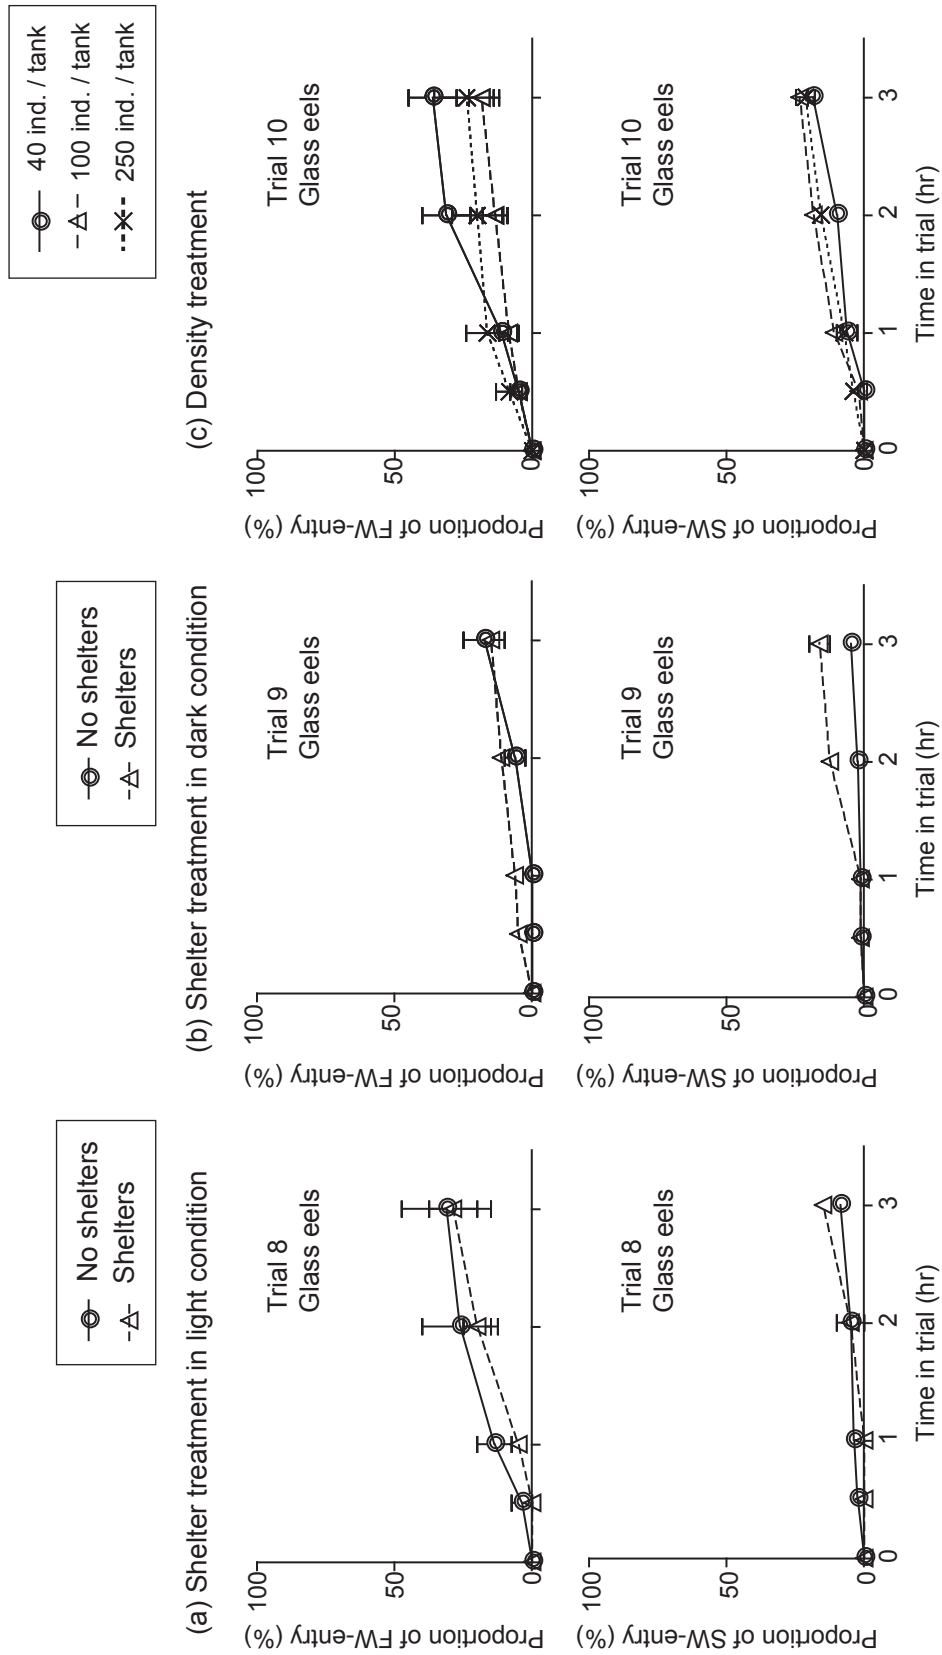 No shelters
Shelters
(a) Shelter treatment in light condition
Trial 8
Glass eels
Proportion of FW-entry (%)
100
50
0
Trial 8
Glass eels
Proportion of SW-entry (%)
100
50
0
0
1
2
3
Time in trial (hr)
No shelters
Shelters
(b) Shelter treatment in dark condition
Trial 9
Glass eels
Proportion of FW-entry (%)
100
50
0
Trial 9
Glass eels
Proportion of SW-entry (%)
100
50
0
0
1
2
3
Time in trial (hr)
40 ind. / tank
100 ind. / tank
250 ind. / tank
(c) Density treatment
Trial 10
Glass eels
Proportion of FW-entry (%)
100
50
0
Trial 10
Glass eels
Proportion of SW-entry (%)
100
50
0
0
1
2
3
Time in trial (hr)